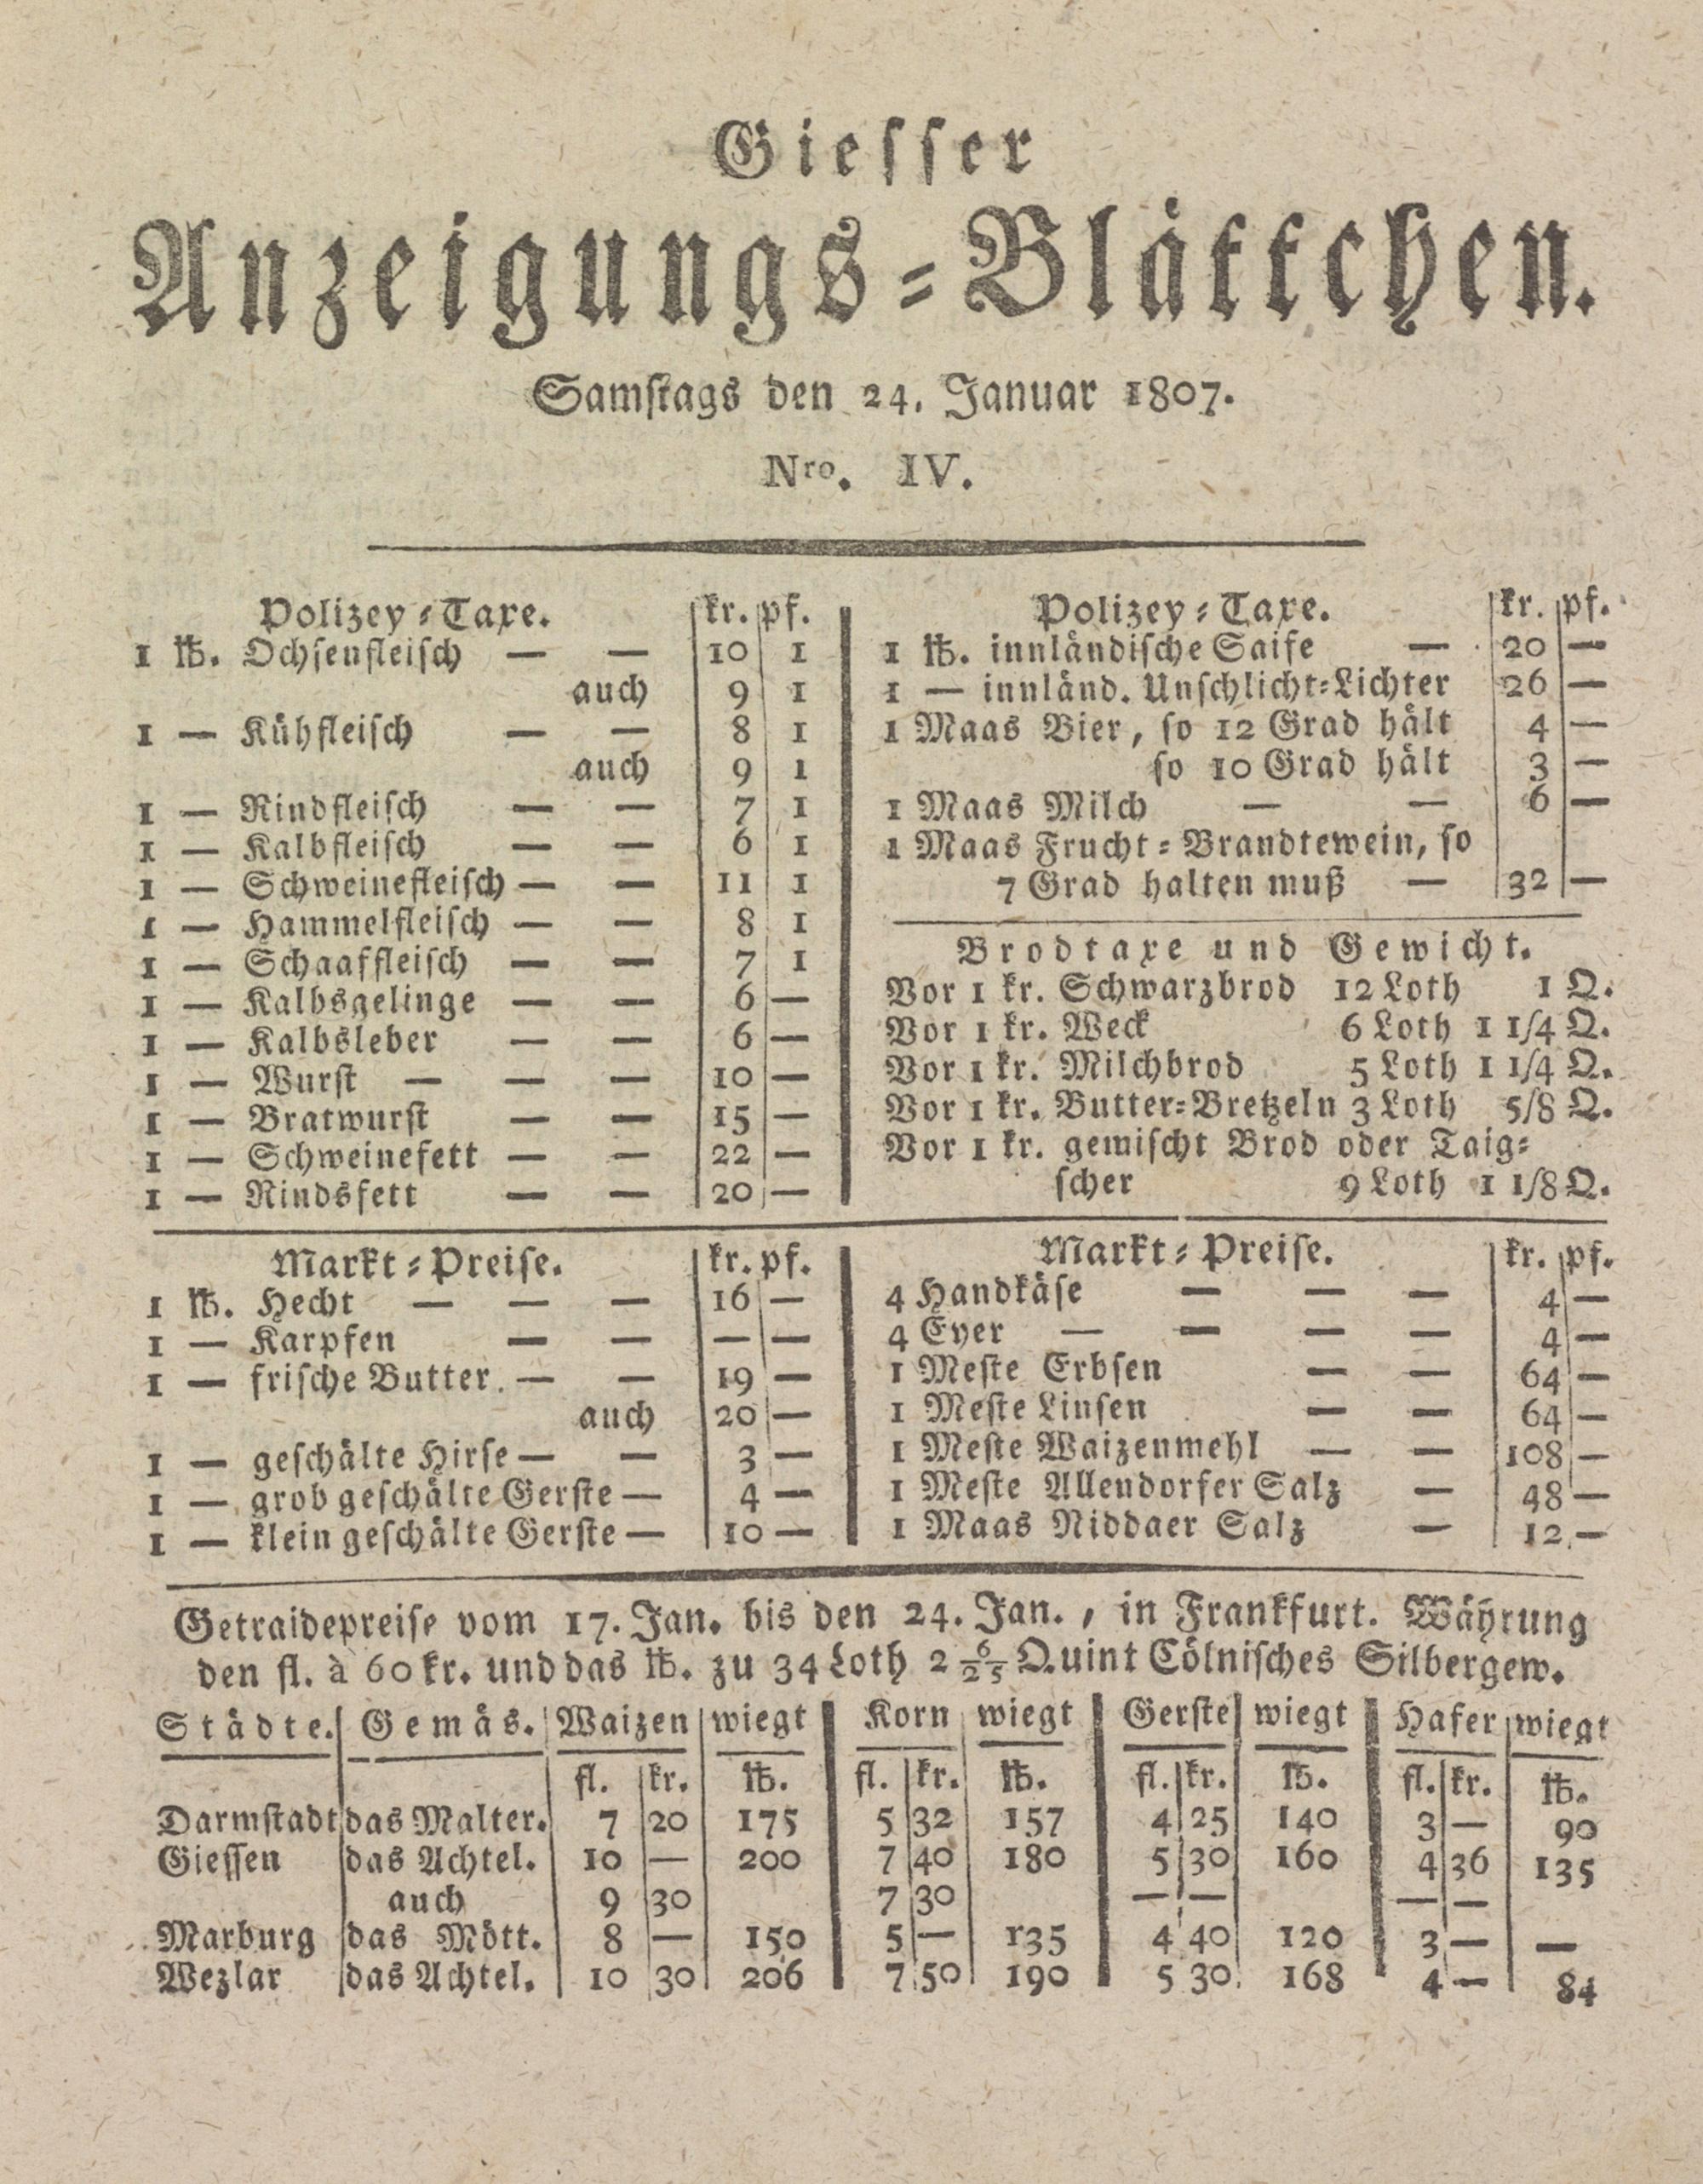 Giesser
Anzeigungs-Blättchen.
Samstags den 24. Januar 1807.
Nro. IV.
Polizey-Taxe. kr. pf.
1 ℔. Ochsenfleisch — — 10 1
auch 9 1
1 — Kühfleisch — — 8 1
auch 9 1
1 — Rindfleisch — — 7 1
1 — Kalbfleisch — — 6 1
1 — Schweinefleisch — — 11 1
1 — Hammelfleisch — — 8 1
1 — Schaaffleisch — — 7 1
1 — Kalbsgelinge — — 6 —
1 — Kalbsleber — — 6 —
1 — Wurst — — — 10 —
1 — Bratwurst — — 15 —
1 — Schweinefett — — 22 —
1 — Rindsfett — — 20 —
Polizey-Taxe. kr. pf.
1 ℔. innländische Saife — 20 —
1 — innländ. Unschlicht-Lichter 26 —
1 Maas Bier, so 12 Grad hält 4 —
so 10 Grad hält 3 —
1 Maas Milch — — 6 —
1 Maas Frucht-Brandtewein, so
7 Grad halten muß — 32 —
Brodtaxe und Gewicht.
Vor 1 kr. Schwarzbrod 12 Loth 1 Q.
Vor 1 kr. Weck 6 Loth 1 1/4 Q.
Vor 1 kr. Milchbrod 5 Loth 1 1/4 Q.
Vor 1 kr. Butter-Bretzeln 3 Loth 5/8 Q.
Vor 1 kr. gemischt Brod oder Taig-
scher 9 Loth 1 1/8 Q.
Markt-Preise. kr. pf.
1 ℔. Hecht — — — 16 —
1 — Karpfen — — — —
1 — frische Butter — — 19 —
auch 20 —
1 — geschälte Hirse — — 3 —
1 — grob geschälte Gerste — 4 —
1 — klein geschälte Gerste — 10 —
Markt-Preise. kr. pf.
4 Handkäse — — — 4 —
4 Eyer — — — — 4 —
1 Meste Erbsen — — 64 —
1 Meste Linsen — — 64 —
1 Meste Waizenmehl — — 108 —
1 Meste Allendorfer Salz — 48 —
1 Maas Niddaer Salz — 12 —
Getraidepreise vom 17. Jan. bis den 24. Jan., in Frankfurt. Währung
den fl. à 60 kr. und das ℔. zu 34 Loth 2 6/25 Quint Cölnisches Silbergew.
Städte. Gemäs. Waizen wiegt Korn wiegt Gerste wiegt Hafer wiegt
fl. kr. ℔. fl. kr. ℔. fl. kr. ℔. fl. kr. ℔.
Darmstadt das Malter. 7 20 175 5 32 157 4 25 140 3 — 90
Giessen das Achtel. 10 — 200 7 40 180 5 30 160 4 36 135
auch 9 30 7 30 — — — —
Marburg das Mött. 8 — 150 5 — 135 4 40 120 3 — —
Wezlar das Achtel. 10 30 206 7 50 190 5 30 168 4 — 84